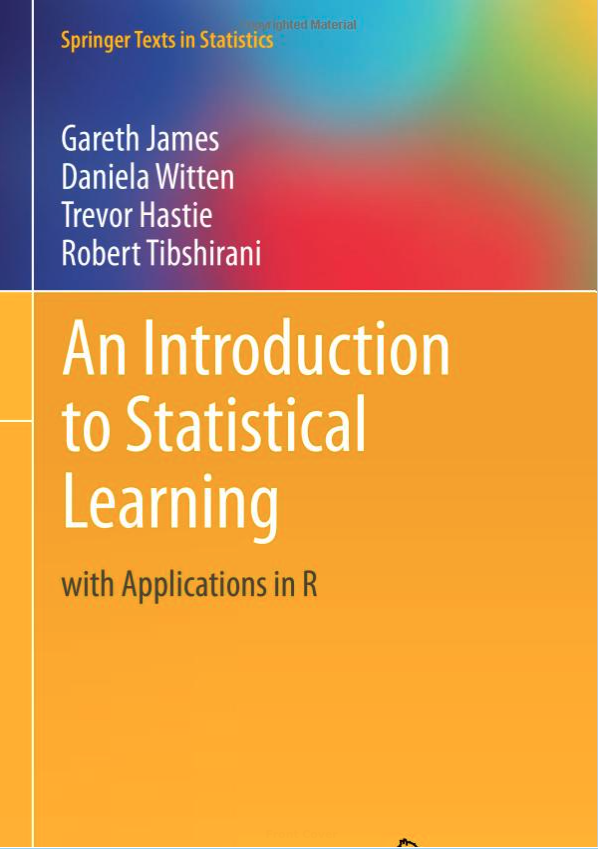 Copyrighted Material
Springer Texts in Statistics
Gareth James
Daniela Witten
Trevor Hastie
Robert Tibshirani
An Introduction
to Statistical
Learning
with Applications in R